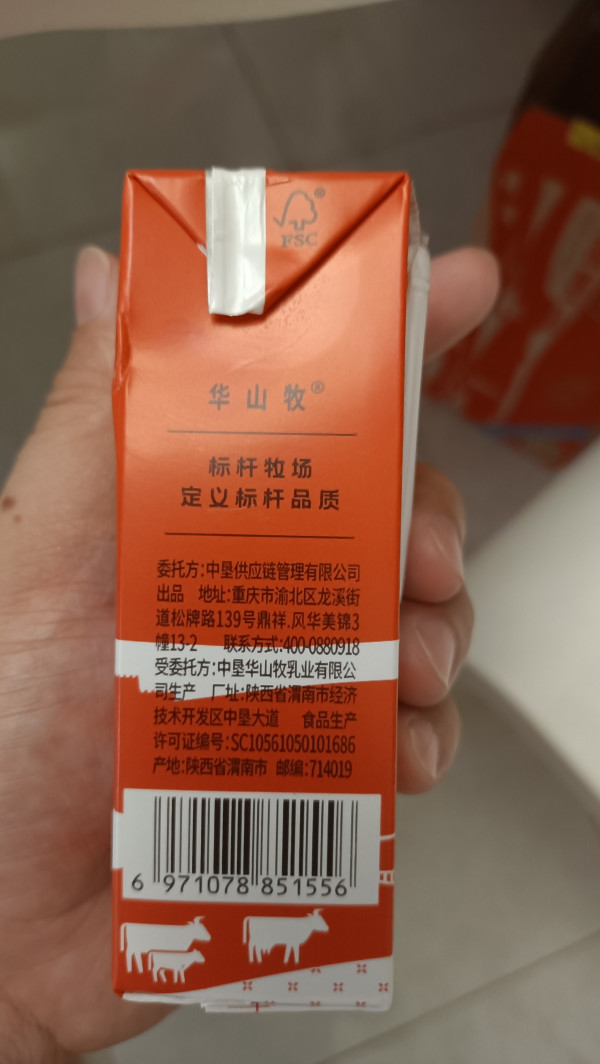 FSC®
华山牧®
标杆牧场
定义标杆品质
委托方:中垦供应链管理有限公司
出品 地址:重庆市渝北区龙溪街
道松牌路139号鼎祥.风华美锦3
幢13-2 联系方式:400-0880918
受委托方:中垦华山牧乳业有限公
司生产 厂址:陕西省渭南市经济
技术开发区中垦大道 食品生产
许可证编号:SC10561050101686
产地:陕西省渭南市 邮编:714019
6 971078 851556